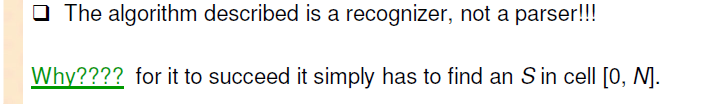 ❑ The algorithm described is a recognizer, not a parser!!!
Why???? for it to succeed it simply has to find an S in cell [0, N].